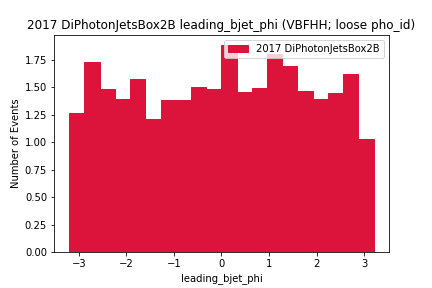 2017 DiPhotonJetsBox2B leading_bjet_phi (VBFHH; loose pho_id)
2017 DiPhotonJetsBox2B
Number of Events
1.75
1.50
1.25
1.00
0.75
0.50
0.25
0.00
−3 −2 −1 0 1 2 3
leading_bjet_phi